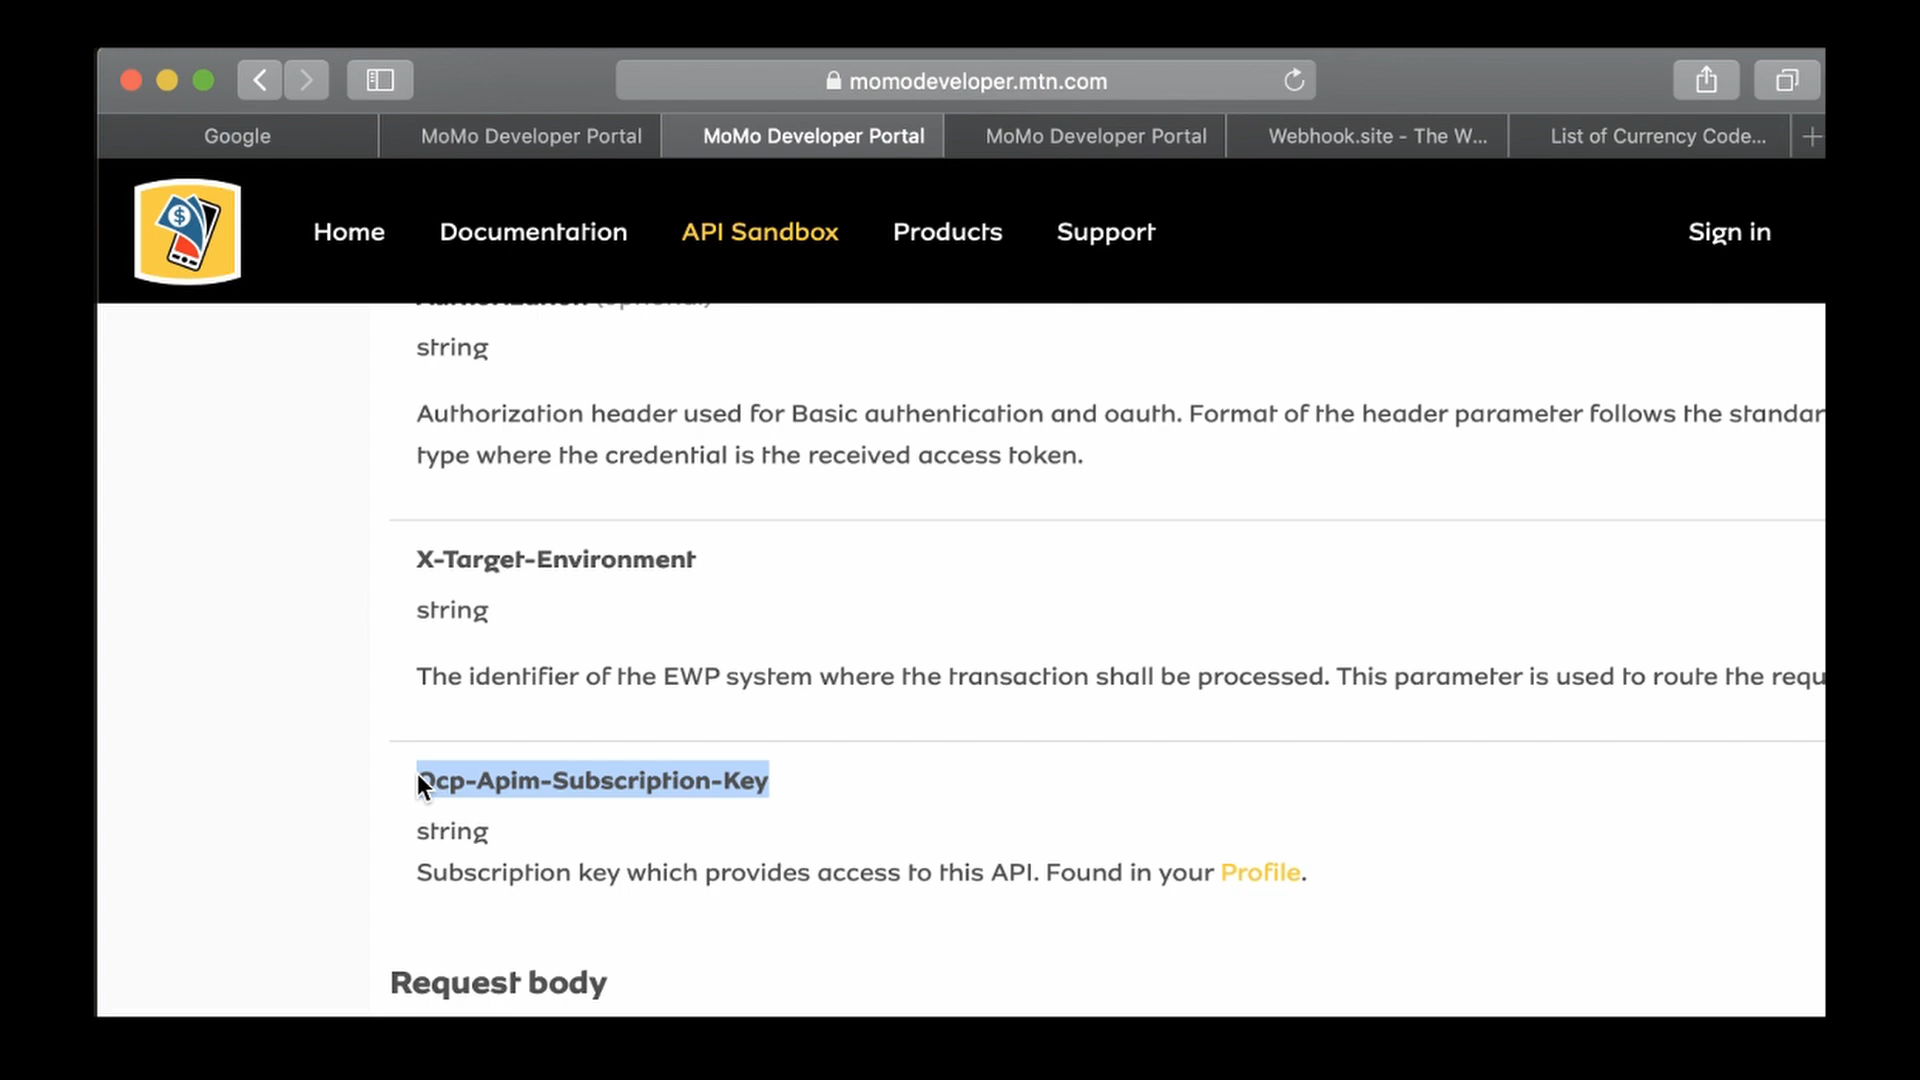 momodeveloper.mtn.com
Google
MoMo Developer Portal
MoMo Developer Portal
MoMo Developer Portal
Webhook.site - The W...
List of Currency Code...
$
Home
Documentation
API Sandbox
Products
Support
Sign in
string
Authorization header used for Basic authentication and oauth. Format of the header parameter follows the standar
type where the credential is the received access token.
X-Target-Environment
string
The identifier of the EWP system where the transaction shall be processed. This parameter is used to route the requ
Ocp-Apim-Subscription-Key
string
Subscription key which provides access to this API. Found in your Profile.
Request body